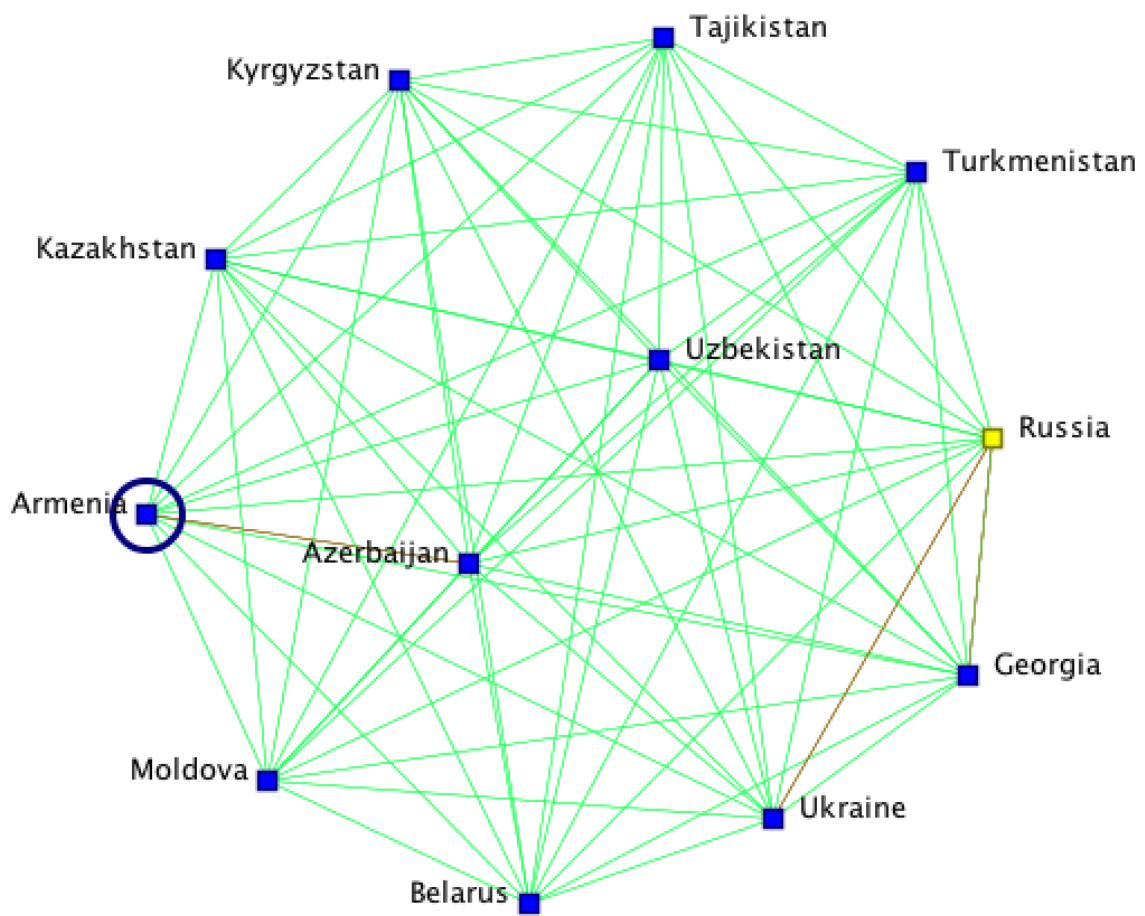 Tajikistan
Kyrgyzstan
Turkmenistan
Kazakhstan
Uzbekistan
Russia
Armenia
Azerbaijan
Georgia
Moldova
Ukraine
Belarus